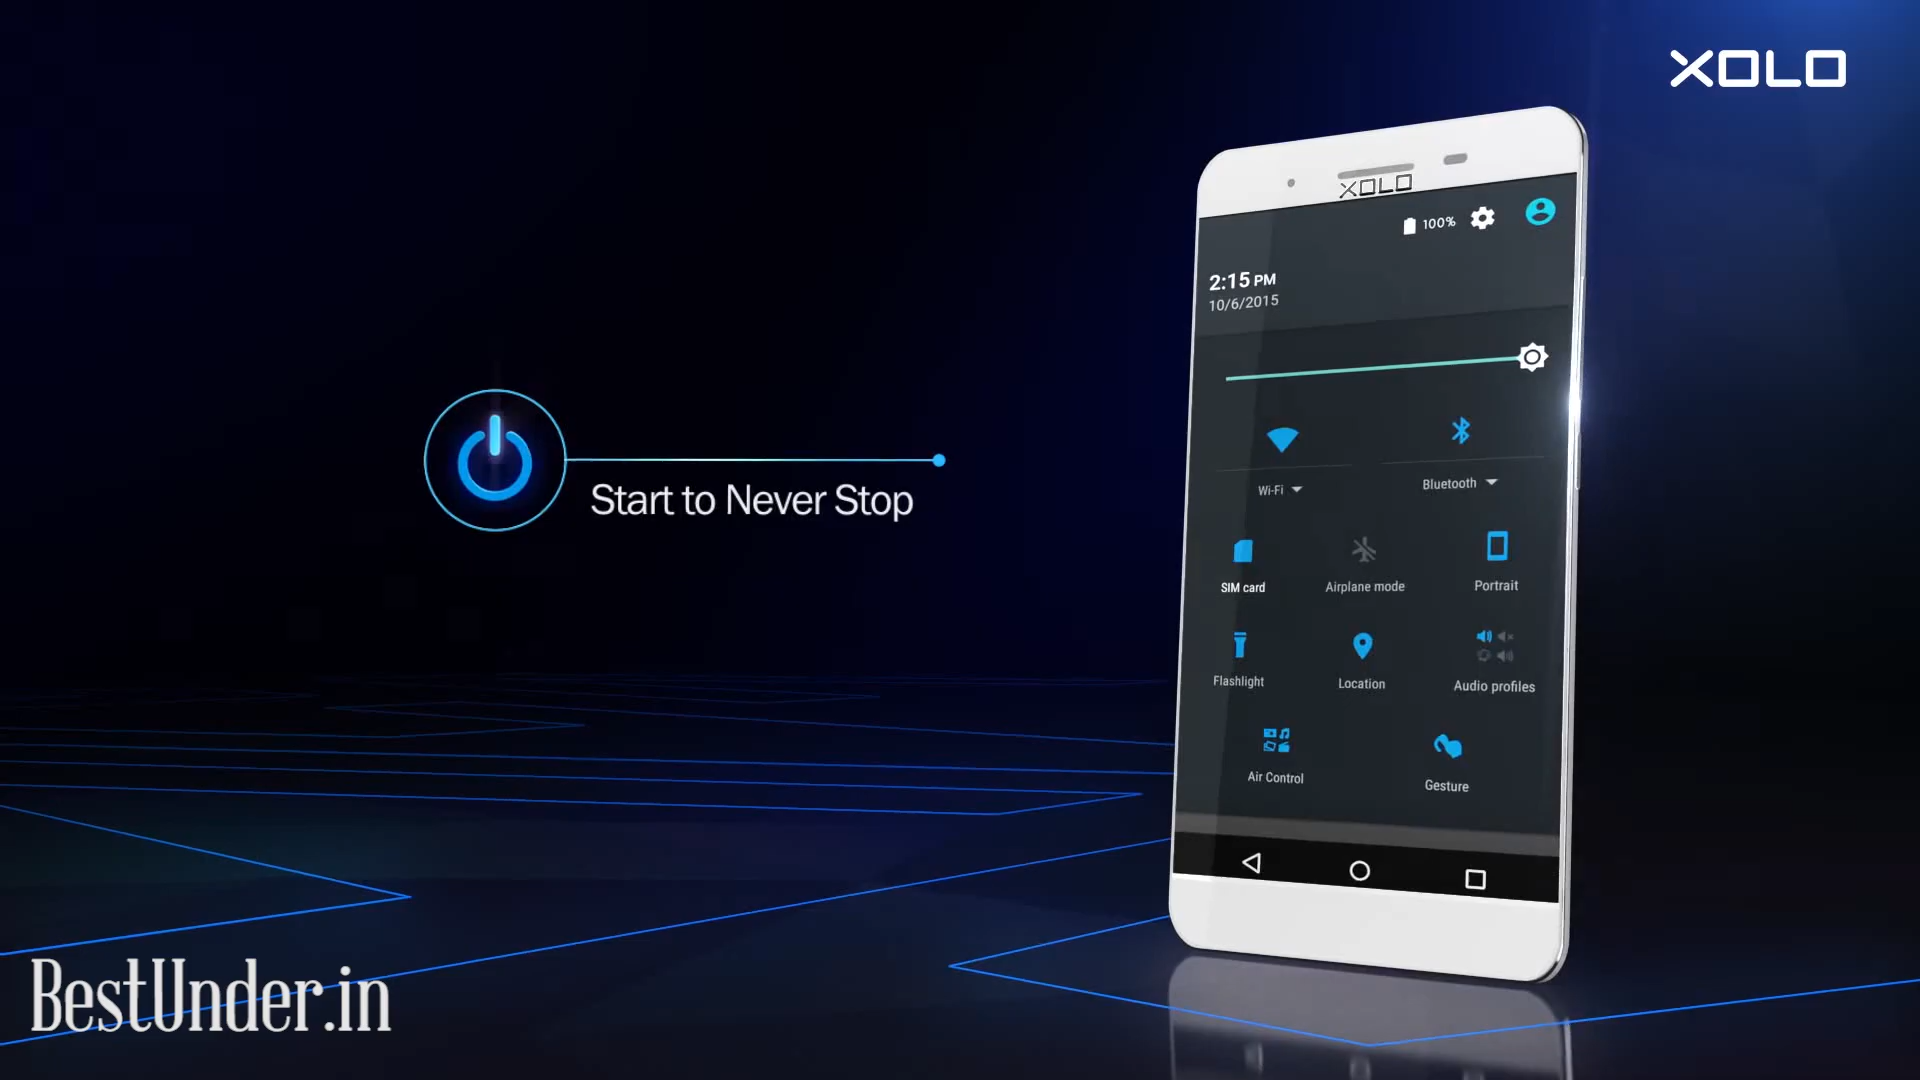 XOLO
XOLO
100%
2:15 PM
10/6/2015
Wi-Fi
Bluetooth
Start to Never Stop
SIM card
Airplane mode
Portrait
Flashlight
Location
Audio profiles
Air Control
Gesture
BestUnder.in